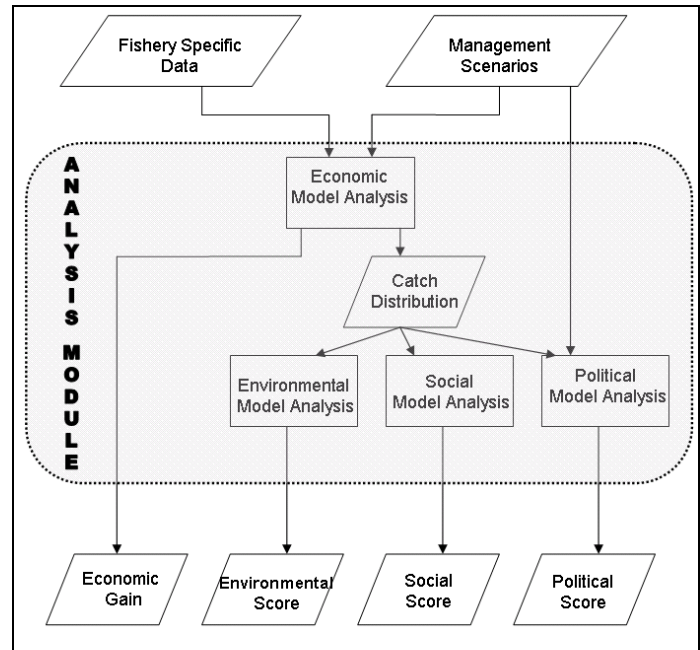 Fishery Specific
Data
Management
Scenarios
ANALYSIS MODULE
Economic
Model Analysis
Catch
Distribution
Environmental
Model Analysis
Social
Model Analysis
Political
Model Analysis
Economic
Gain
Environmental
Score
Social
Score
Political
Score